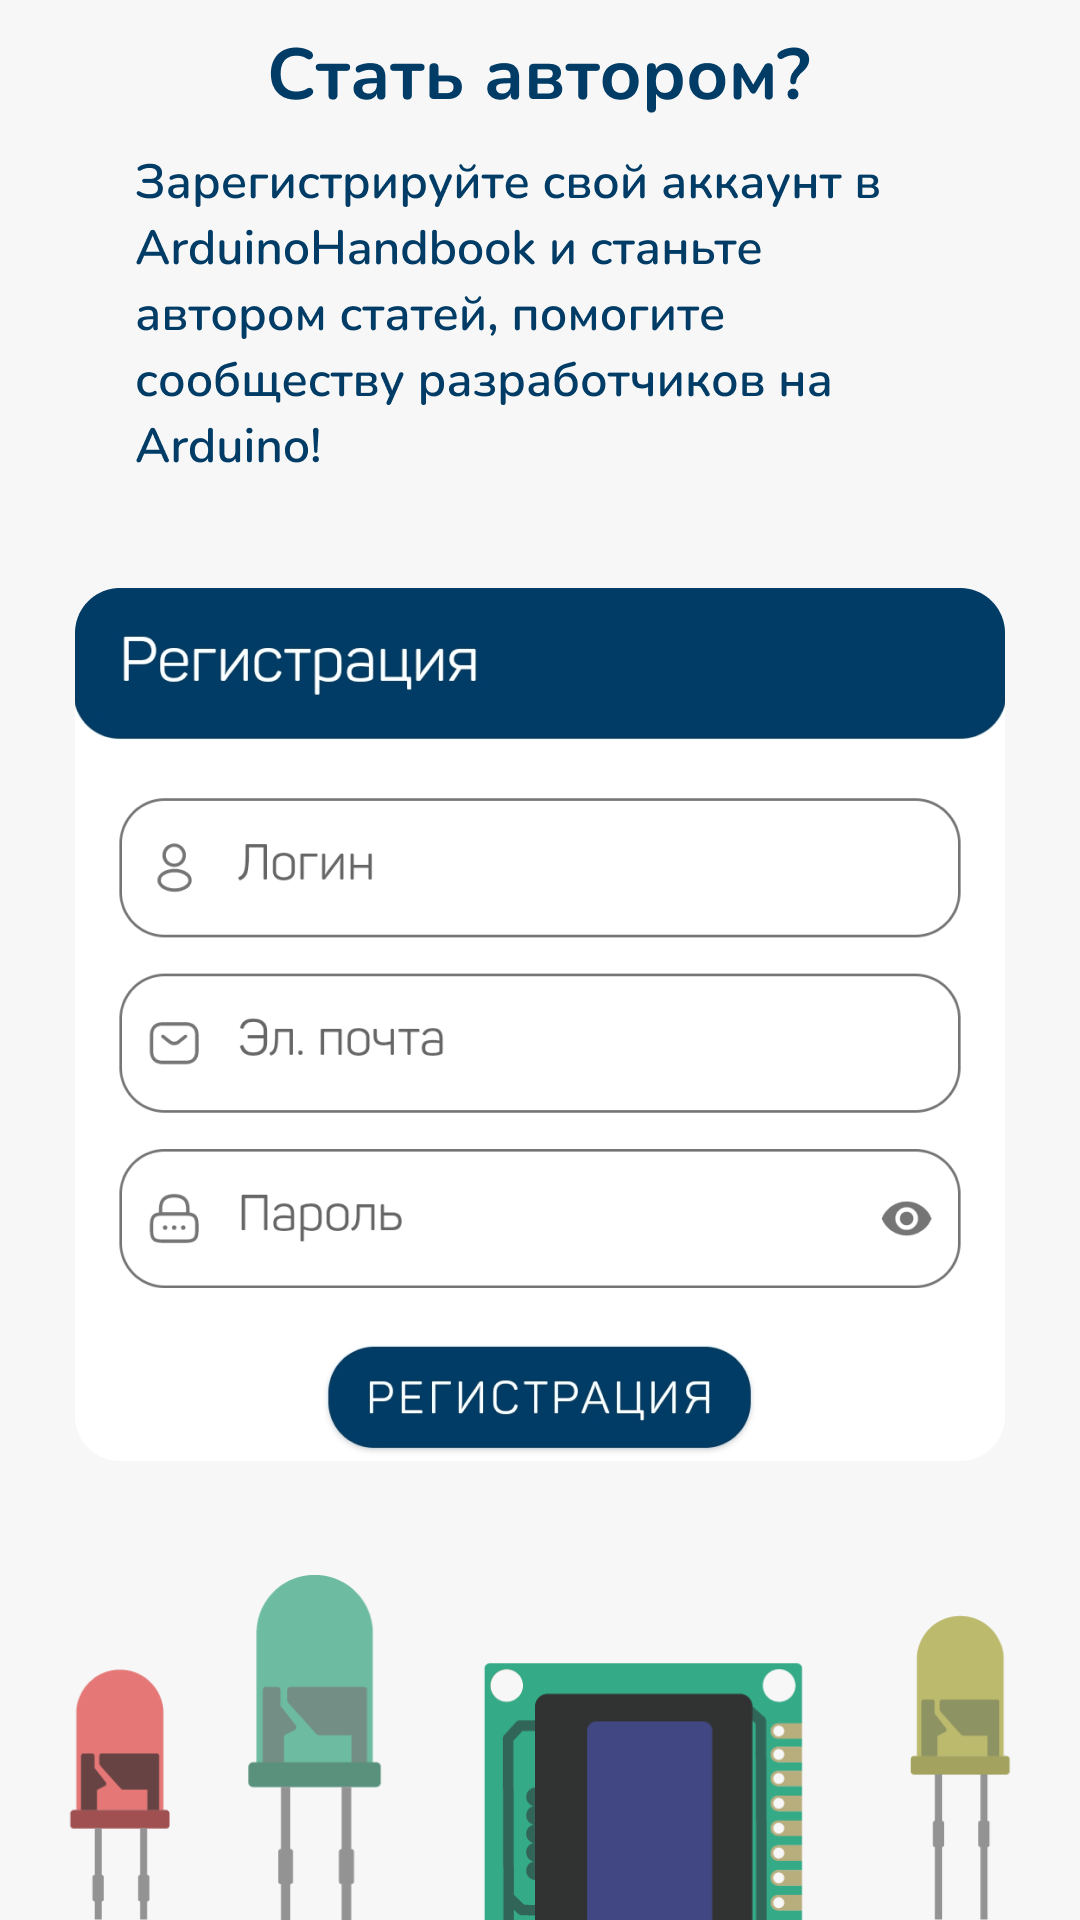 Стать автором?
Зарегистрируйте свой аккаунт в
ArduinoHandbook и станьте
автором статей, помогите
сообществу разработчиков на
Arduino!
Регистрация
Логин
Эл. почта
Пароль
РЕГИСТРАЦИЯ